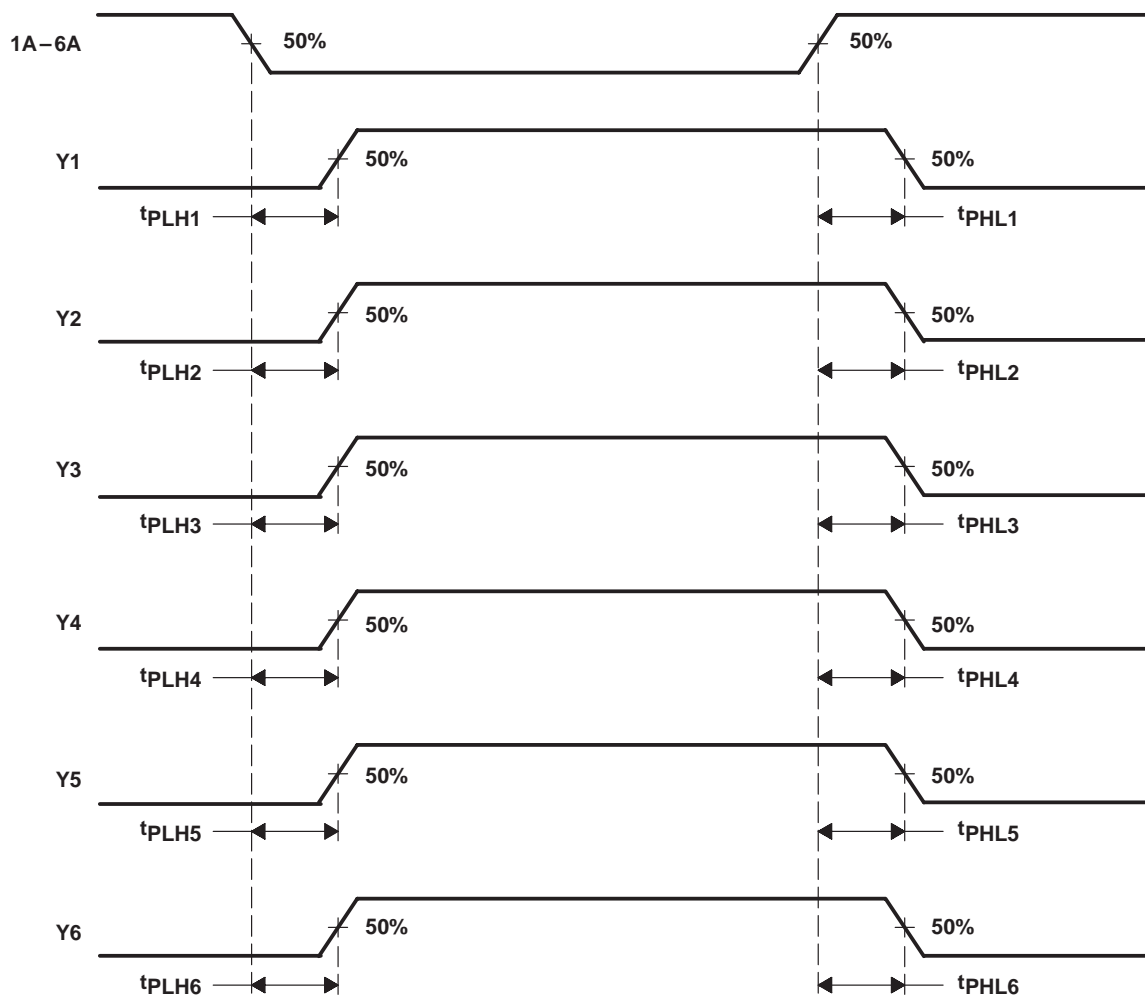 1A–6A 50% 50%
Y1 50% 50%
tPLH1 tPHL1
Y2 50% 50%
tPLH2 tPHL2
Y3 50% 50%
tPLH3 tPHL3
Y4 50% 50%
tPLH4 tPHL4
Y5 50% 50%
tPLH5 tPHL5
Y6 50% 50%
tPLH6 tPHL6